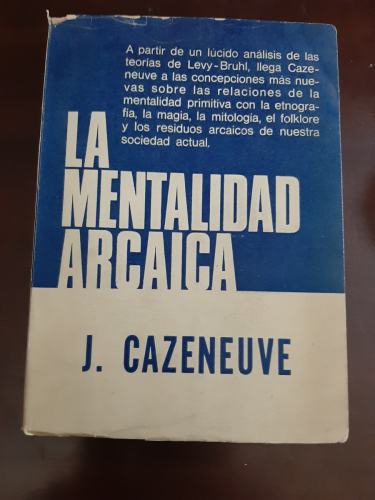 A partir de un lúcido análisis de las
teorías de Levy-Bruhl, llega Caze-
neuve a las concepciones más nue-
vas sobre las relaciones de la
mentalidad primitiva con la etnogra-
fía, la magia, la mitología, el folklore
y los residuos arcaicos de nuestra
sociedad actual.
LA
MENTALIDAD
ARCAICA
J. CAZENEUVE